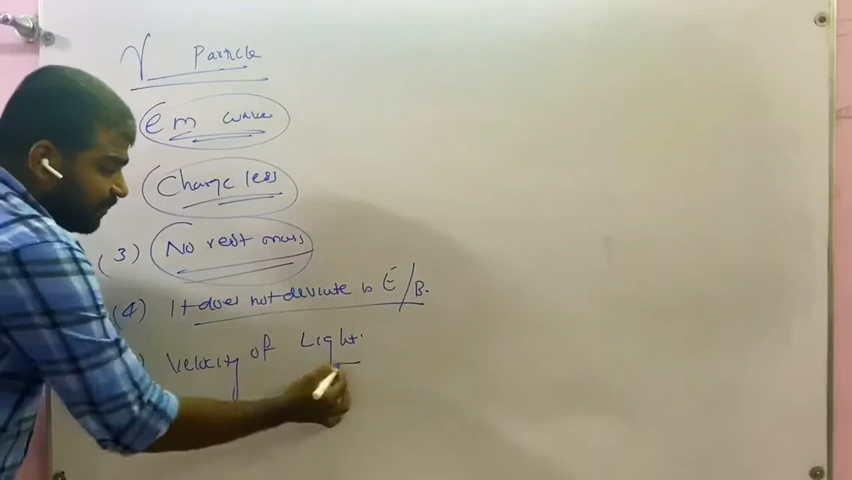 γ Particle
em wave
Charge less
(3) No rest mass
(4) It does not deviate in E/B.
) Velocity of Light.